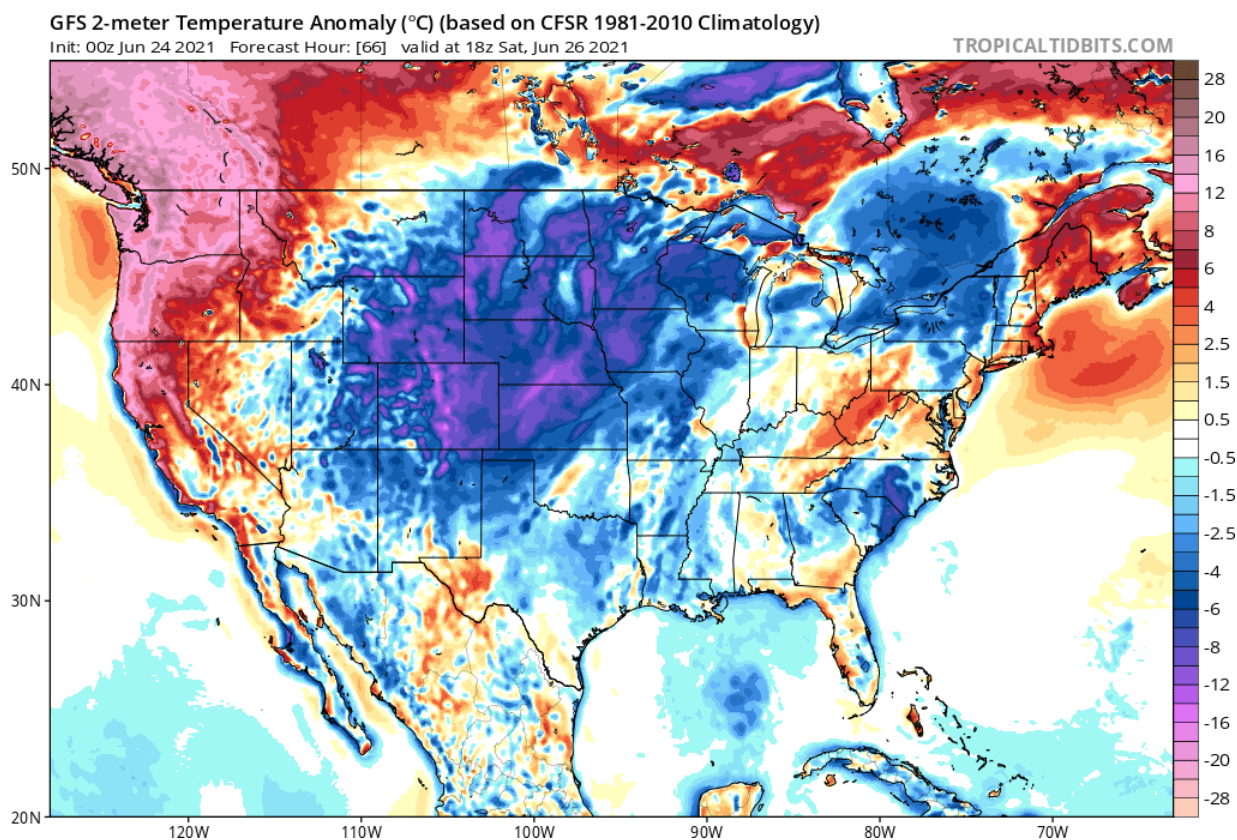 GFS 2-meter Temperature Anomaly (°C) (based on CFSR 1981-2010 Climatology)
Init: 00z Jun 24 2021 Forecast Hour: [66] valid at 18z Sat, Jun 26 2021
TROPICALTIDBITS.COM
28
20
16
12
8
6
4
2.5
1.5
0.5
-0.5
-1.5
-2.5
-4
-6
-8
-12
-16
-20
-28
50N
40N
30N
20N
120W
110W
100W
90W
80W
70W